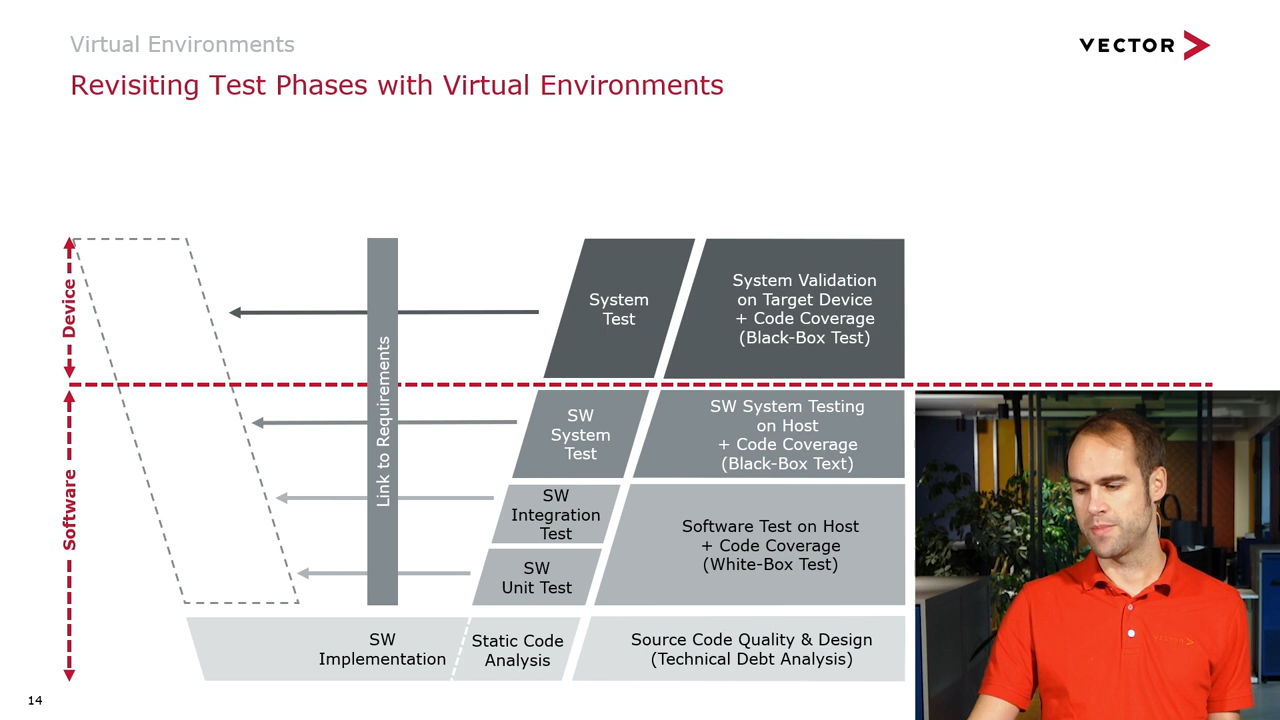 Virtual Environments
VECTOR
Revisiting Test Phases with Virtual Environments
Device
Software
Link to Requirements
System
Test
System Validation
on Target Device
+ Code Coverage
(Black-Box Test)
SW
System
Test
SW System Testing
on Host
+ Code Coverage
(Black-Box Text)
SW
Integration
Test
SW
Unit Test
Software Test on Host
+ Code Coverage
(White-Box Test)
SW
Implementation
Static Code
Analysis
Source Code Quality & Design
(Technical Debt Analysis)
14